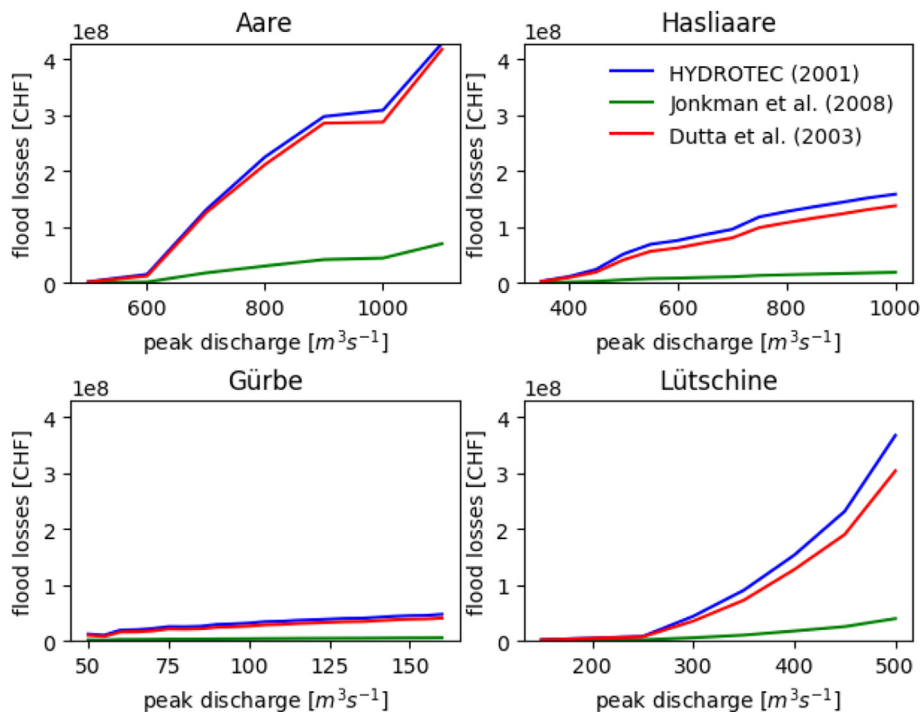 Aare
1e8
flood losses [CHF]
4
3
2
1
0
600 800 1000
peak discharge [m³s⁻¹]
Hasliaare
1e8
flood losses [CHF]
4
3
2
1
0
HYDROTEC (2001)
Jonkman et al. (2008)
Dutta et al. (2003)
400 600 800 1000
peak discharge [m³s⁻¹]
Gürbe
1e8
flood losses [CHF]
4
3
2
1
0
50 75 100 125 150
peak discharge [m³s⁻¹]
Lütschine
1e8
flood losses [CHF]
4
3
2
1
0
200 300 400 500
peak discharge [m³s⁻¹]